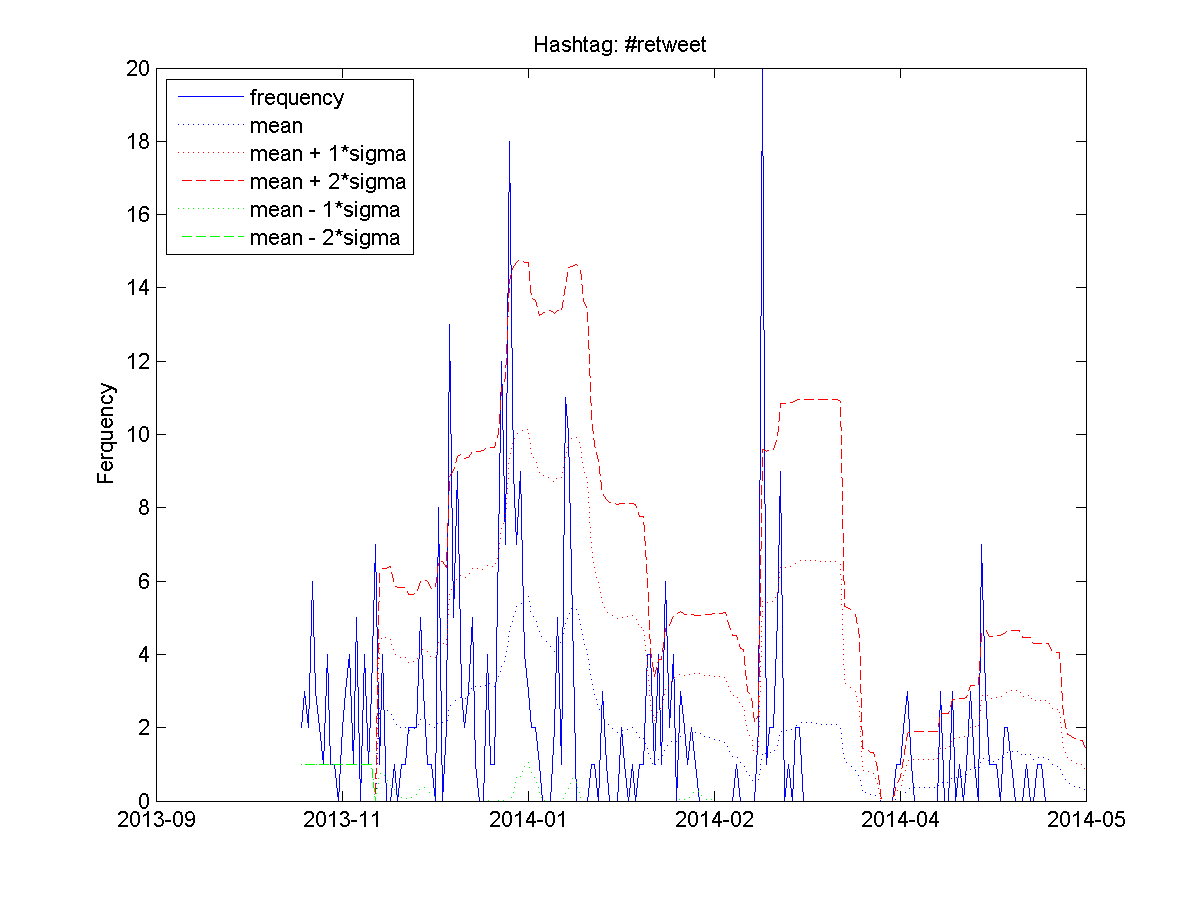 Hashtag: #retweet
20
18
16
14
12
10
8
6
4
2
0
Ferquency
frequency
mean
mean + 1*sigma
mean + 2*sigma
mean - 1*sigma
mean - 2*sigma
2013-09 2013-11 2014-01 2014-02 2014-04 2014-05